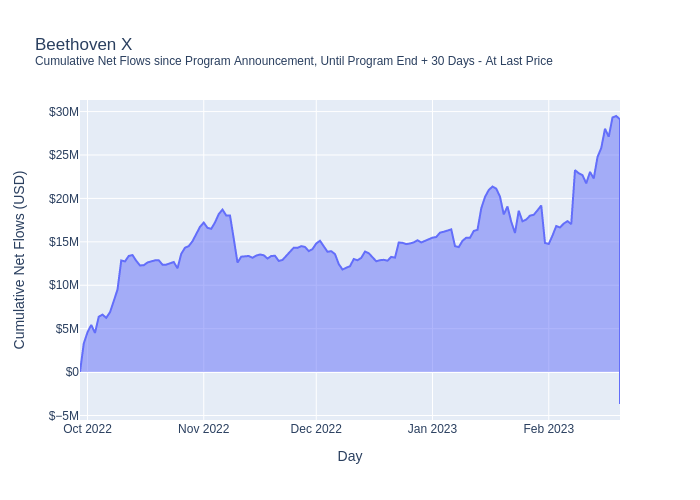 Beethoven X
Cumulative Net Flows since Program Announcement, Until Program End + 30 Days - At Last Price
Cumulative Net Flows (USD)
$30M
$25M
$20M
$15M
$10M
$5M
$0
$−5M
Oct 2022
Nov 2022
Dec 2022
Jan 2023
Feb 2023
Day